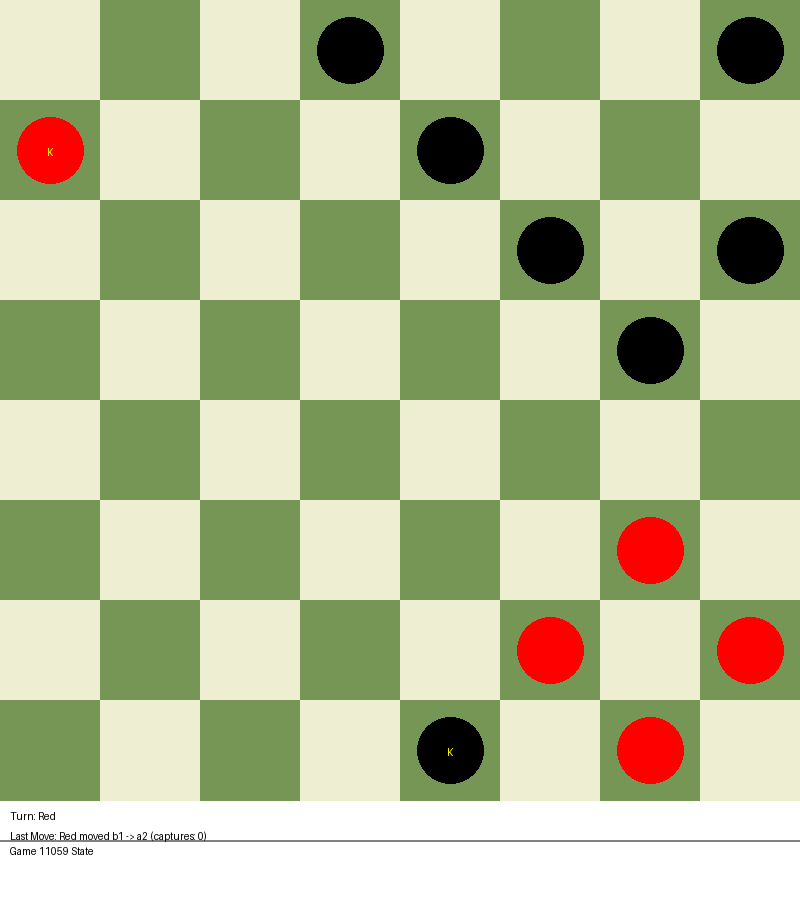 K
K
Turn: Red
Last Move: Red moved b1 -> a2 (captures: 0)
Game 11059 State